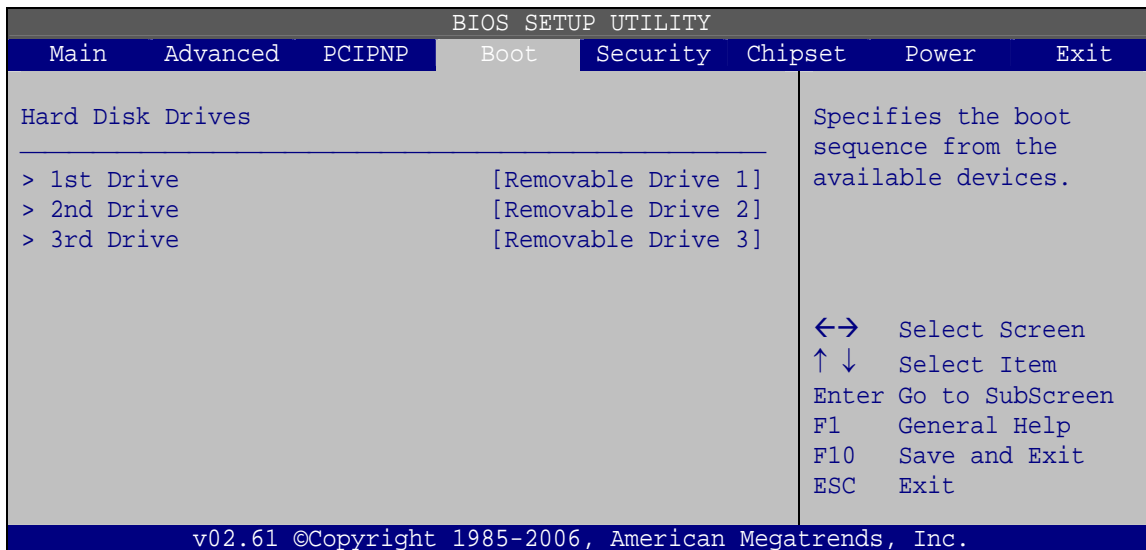 BIOS SETUP UTILITY
Main Advanced PCIPNP Boot Security Chipset Power Exit
Hard Disk Drives
> 1st Drive [Removable Drive 1]
> 2nd Drive [Removable Drive 2]
> 3rd Drive [Removable Drive 3]
Specifies the boot
sequence from the
available devices.
←→ Select Screen
↑ ↓ Select Item
Enter Go to SubScreen
F1 General Help
F10 Save and Exit
ESC Exit
v02.61 ©Copyright 1985-2006, American Megatrends, Inc.